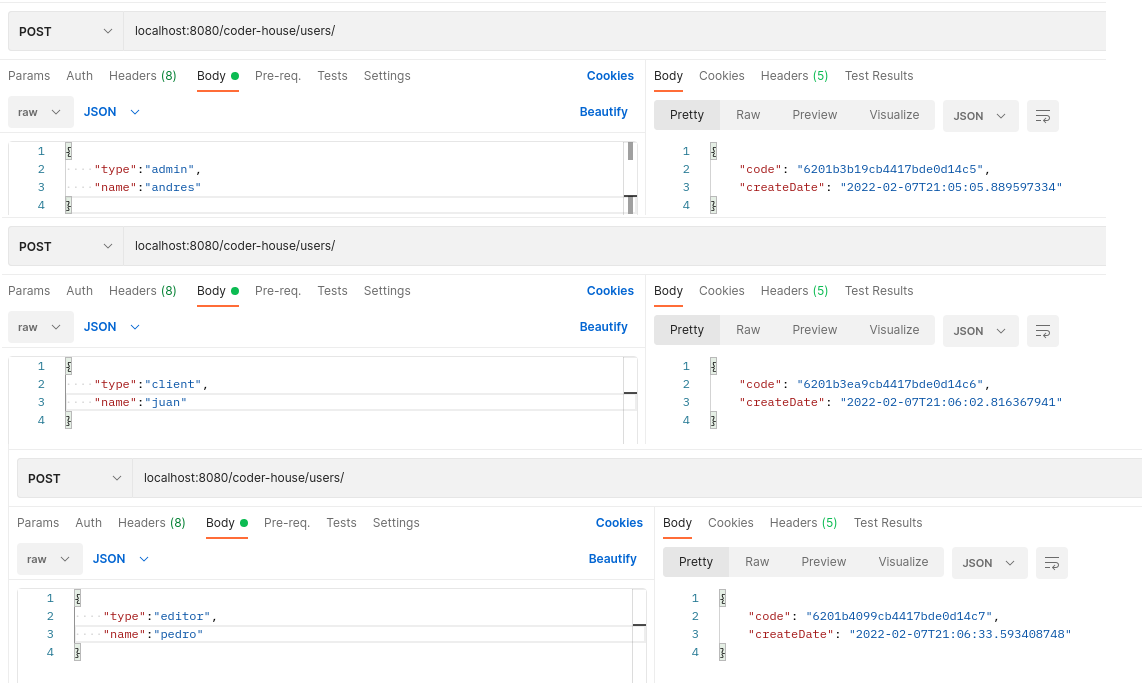 POST localhost:8080/coder-house/users/
Params Auth Headers (8) Body Pre-req. Tests Settings Cookies Body Cookies Headers (5) Test Results
raw JSON Beautify Pretty Raw Preview Visualize JSON
1 { 1 {
2 "type":"admin", 2 "code": "6201b3b19cb4417bde0d14c5",
3 "name":"andres" 3 "createDate": "2022-02-07T21:05:05.889597334"
4 } 4 }
POST localhost:8080/coder-house/users/
Params Auth Headers (8) Body Pre-req. Tests Settings Cookies Body Cookies Headers (5) Test Results
raw JSON Beautify Pretty Raw Preview Visualize JSON
1 { 1 {
2 "type":"client", 2 "code": "6201b3ea9cb4417bde0d14c6",
3 "name":"juan" 3 "createDate": "2022-02-07T21:06:02.816367941"
4 } 4 }
POST localhost:8080/coder-house/users/
Params Auth Headers (8) Body Pre-req. Tests Settings Cookies Body Cookies Headers (5) Test Results
raw JSON Beautify Pretty Raw Preview Visualize JSON
1 { 1 {
2 "type":"editor", 2 "code": "6201b4099cb4417bde0d14c7",
3 "name":"pedro" 3 "createDate": "2022-02-07T21:06:33.593408748"
4 } 4 }